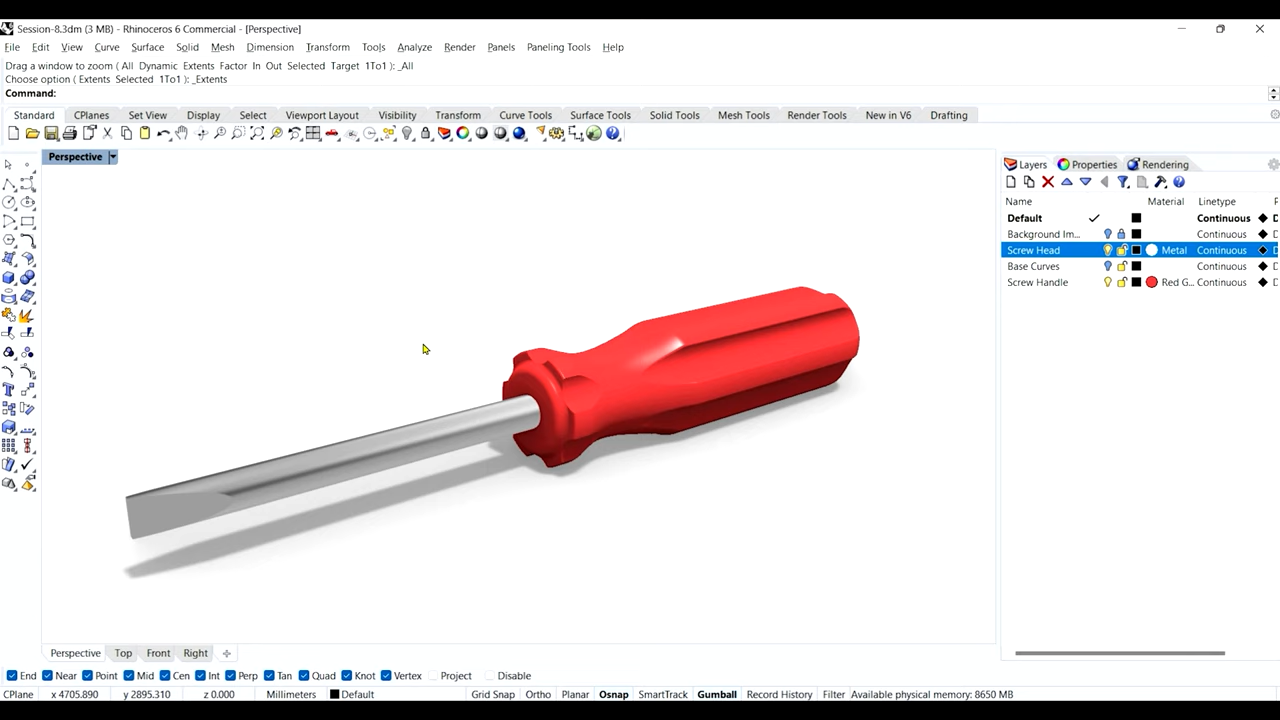 Session-8.3dm (3 MB) - Rhinoceros 6 Commercial - [Perspective]
File Edit View Curve Surface Solid Mesh Dimension Transform Tools Analyze Render Panels Paneling Tools Help
Drag a window to zoom ( All Dynamic Extents Factor In Out Selected Target 1To1 ): _All
Choose option ( Extents Selected 1To1 ): _Extents
Command:
Standard CPlanes Set View Display Select Viewport Layout Visibility Transform Curve Tools Surface Tools Solid Tools Mesh Tools Render Tools New in V6 Drafting
Perspective
Layers Properties Rendering
Name Material Linetype
Default Continuous
Background Im... Continuous
Screw Head Metal Continuous
Base Curves Continuous
Screw Handle Red G... Continuous
Perspective Top Front Right
End Near Point Mid Cen Int Perp Tan Quad Knot Vertex Project Disable
CPlane x 4705.890 y 2895.310 z 0.000 Millimeters Default Grid Snap Ortho Planar Osnap SmartTrack Gumball Record History Filter Available physical memory: 8650 MB